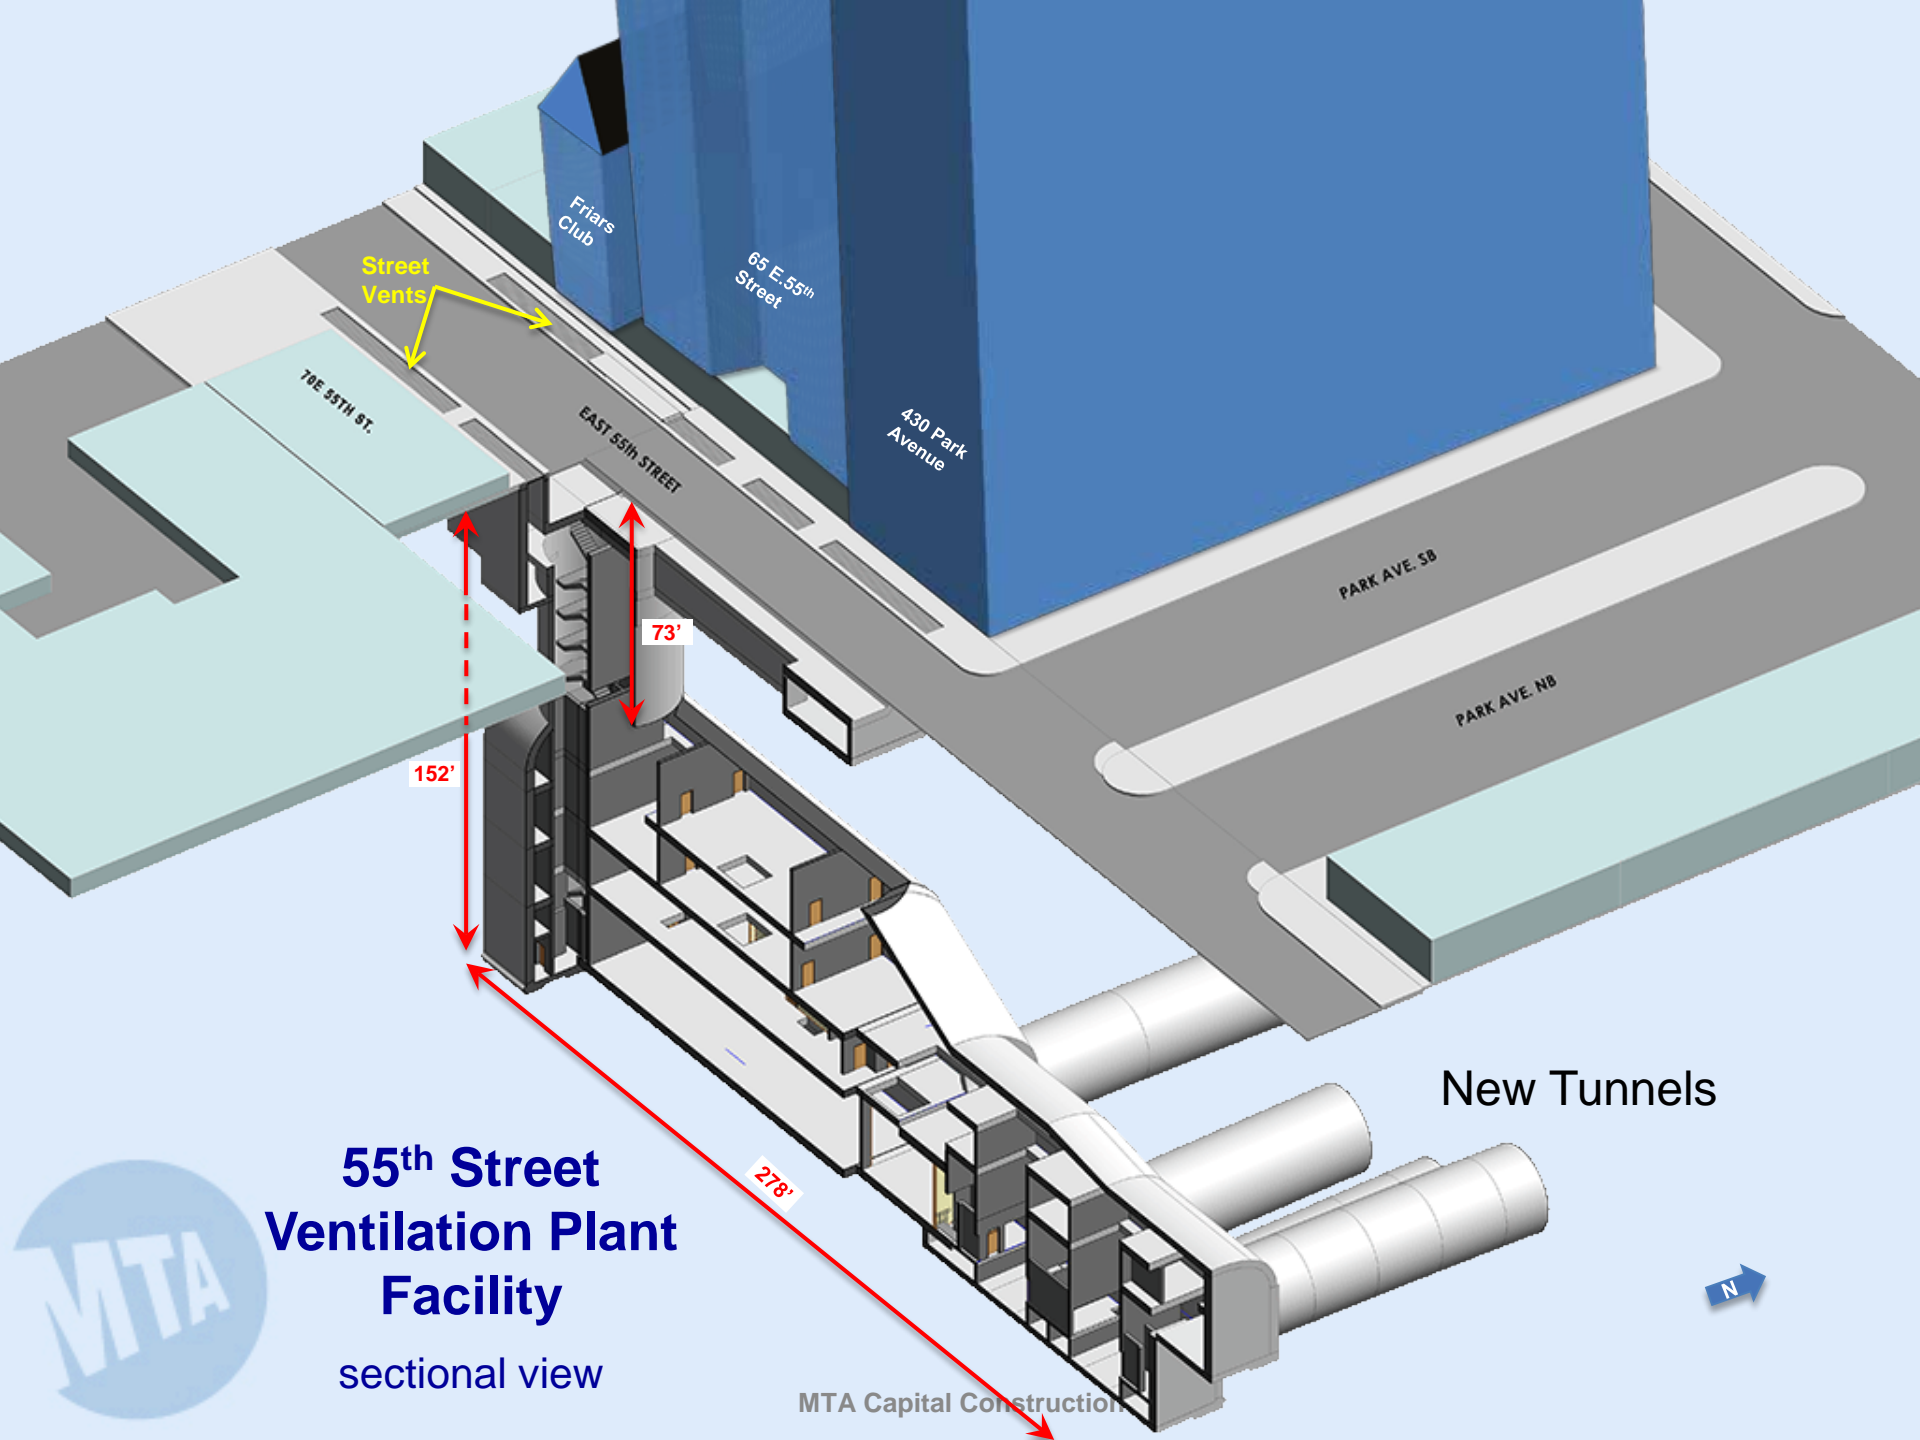 Friars
Club
65 E.55th
Street
Street
Vents
70E 55TH ST.
EAST 55th STREET
430 Park
Avenue
PARK AVE. SB
PARK AVE. NB
73’
152’
278’
New Tunnels
55th Street
Ventilation Plant
Facility
sectional view
MTA
N
MTA Capital Construction